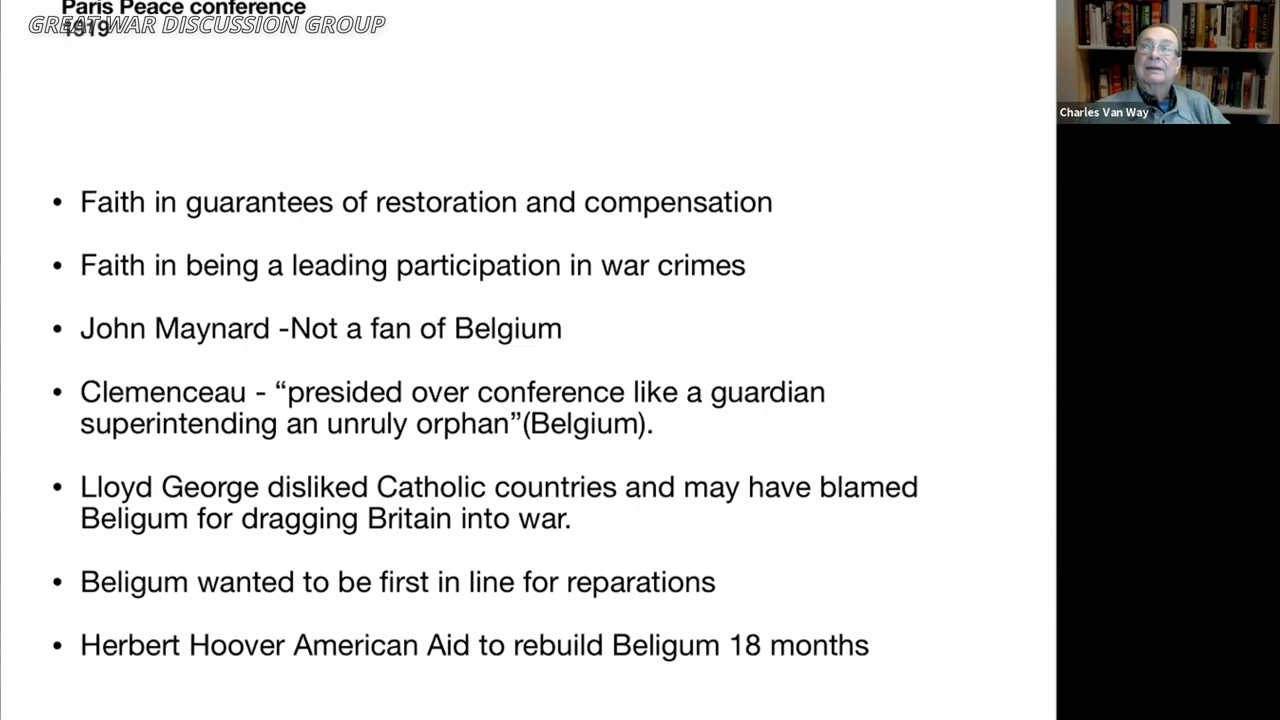 Paris Peace conference
1919
GREAT WAR DISCUSSION GROUP
Charles Van Way
• Faith in guarantees of restoration and compensation
• Faith in being a leading participation in war crimes
• John Maynard -Not a fan of Belgium
• Clemenceau - “presided over conference like a guardian
superintending an unruly orphan”(Belgium).
• Lloyd George disliked Catholic countries and may have blamed
Beligum for dragging Britain into war.
• Beligum wanted to be first in line for reparations
• Herbert Hoover American Aid to rebuild Beligum 18 months